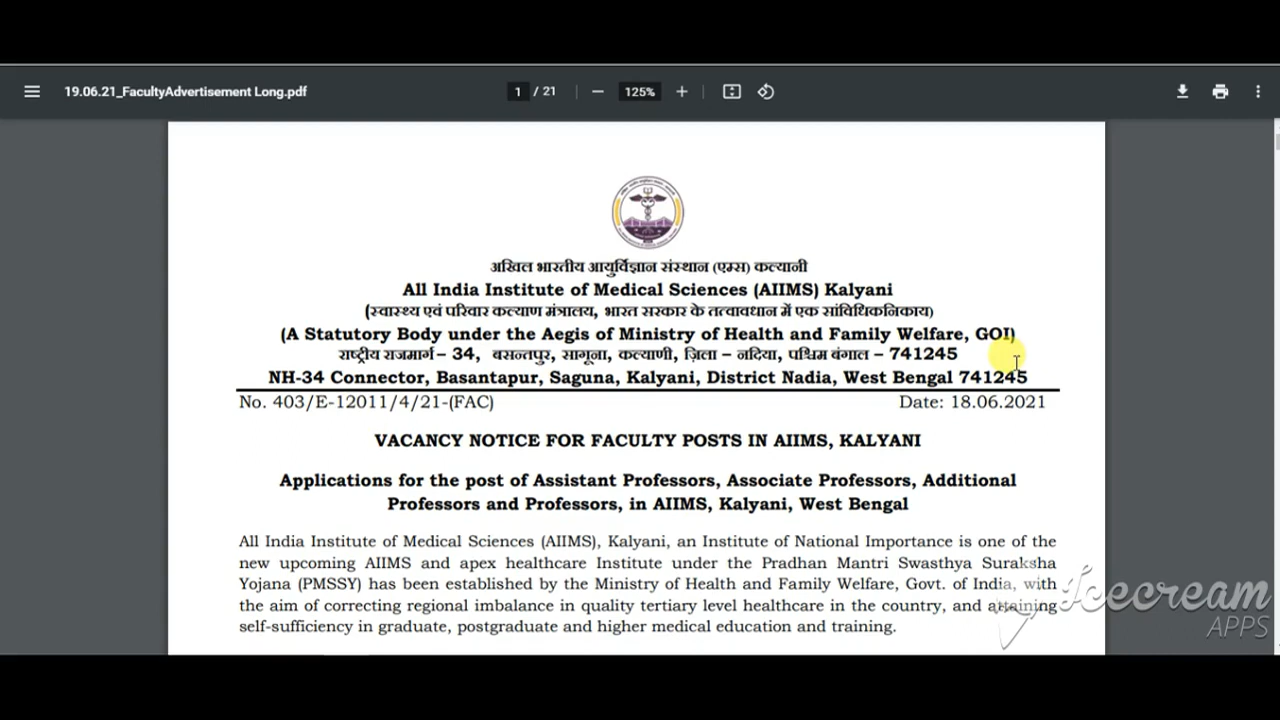 19.06.21_FacultyAdvertisement Long.pdf
1 / 21
125%
अखिल भारतीय आयुर्विज्ञान संस्थान (एम्स) कल्यानी
All India Institute of Medical Sciences (AIIMS) Kalyani
(स्वास्थ्य एवं परिवार कल्याण मंत्रालय, भारत सरकार के तत्वावधान में एक सांविधिकनिकाय)
(A Statutory Body under the Aegis of Ministry of Health and Family Welfare, GOI)
राष्ट्रीय राजमार्ग – 34, बसन्तपुर, सागूना, कल्याणी, ज़िला – नदिया, पश्चिम बंगाल – 741245
NH-34 Connector, Basantapur, Saguna, Kalyani, District Nadia, West Bengal 741245
No. 403/E-12011/4/21-(FAC) Date: 18.06.2021
VACANCY NOTICE FOR FACULTY POSTS IN AIIMS, KALYANI
Applications for the post of Assistant Professors, Associate Professors, Additional
Professors and Professors, in AIIMS, Kalyani, West Bengal
All India Institute of Medical Sciences (AIIMS), Kalyani, an Institute of National Importance is one of the
new upcoming AIIMS and apex healthcare Institute under the Pradhan Mantri Swasthya Suraksha
Yojana (PMSSY) has been established by the Ministry of Health and Family Welfare, Govt. of India, with
the aim of correcting regional imbalance in quality tertiary level healthcare in the country, and attaining
self-sufficiency in graduate, postgraduate and higher medical education and training.
Icecream
APPS